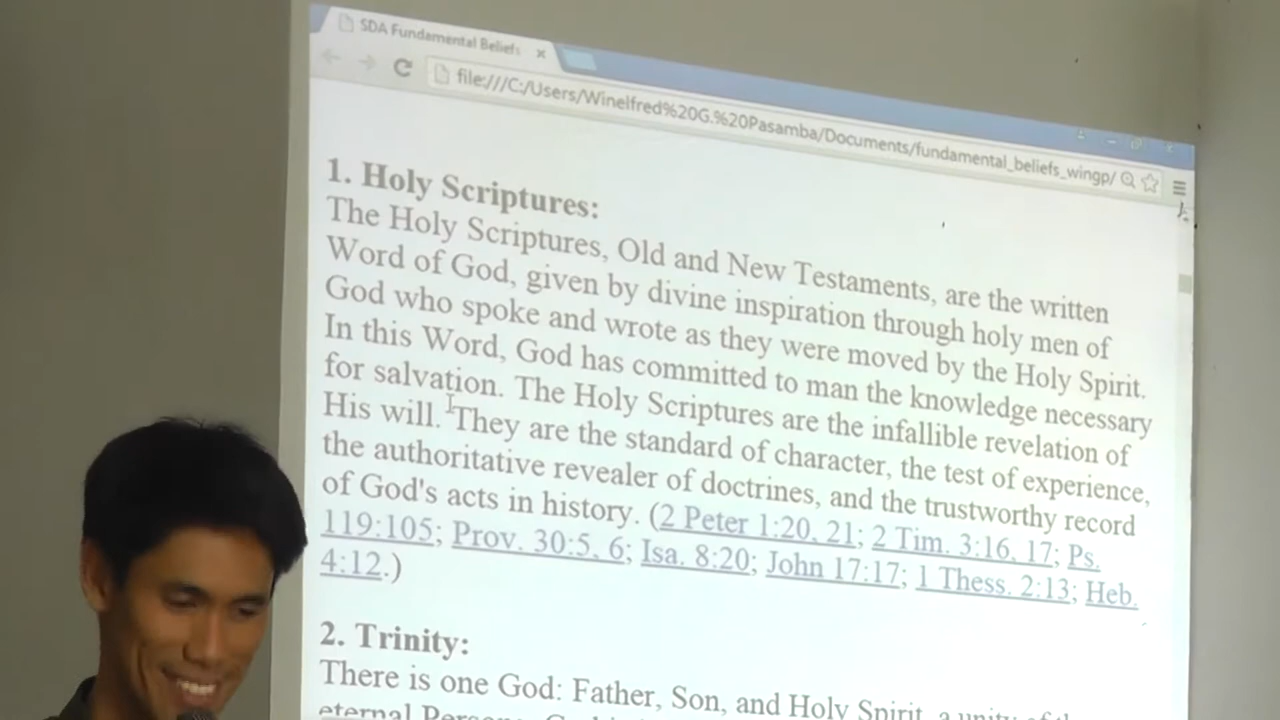 SDA Fundamental Beliefs
file:///C:/Users/Winelfred%20G.%20Pasamba/Documents/fundamental_beliefs_wingp/
1. Holy Scriptures:
The Holy Scriptures, Old and New Testaments, are the written
Word of God, given by divine inspiration through holy men of
God who spoke and wrote as they were moved by the Holy Spirit.
In this Word, God has committed to man the knowledge necessary
for salvation. The Holy Scriptures are the infallible revelation of
His will. They are the standard of character, the test of experience,
the authoritative revealer of doctrines, and the trustworthy record
of God's acts in history. (2 Peter 1:20, 21; 2 Tim. 3:16, 17; Ps.
119:105; Prov. 30:5, 6; Isa. 8:20; John 17:17; 1 Thess. 2:13; Heb.
4:12.)
2. Trinity:
There is one God: Father, Son, and Holy Spirit, a unity of
eternal